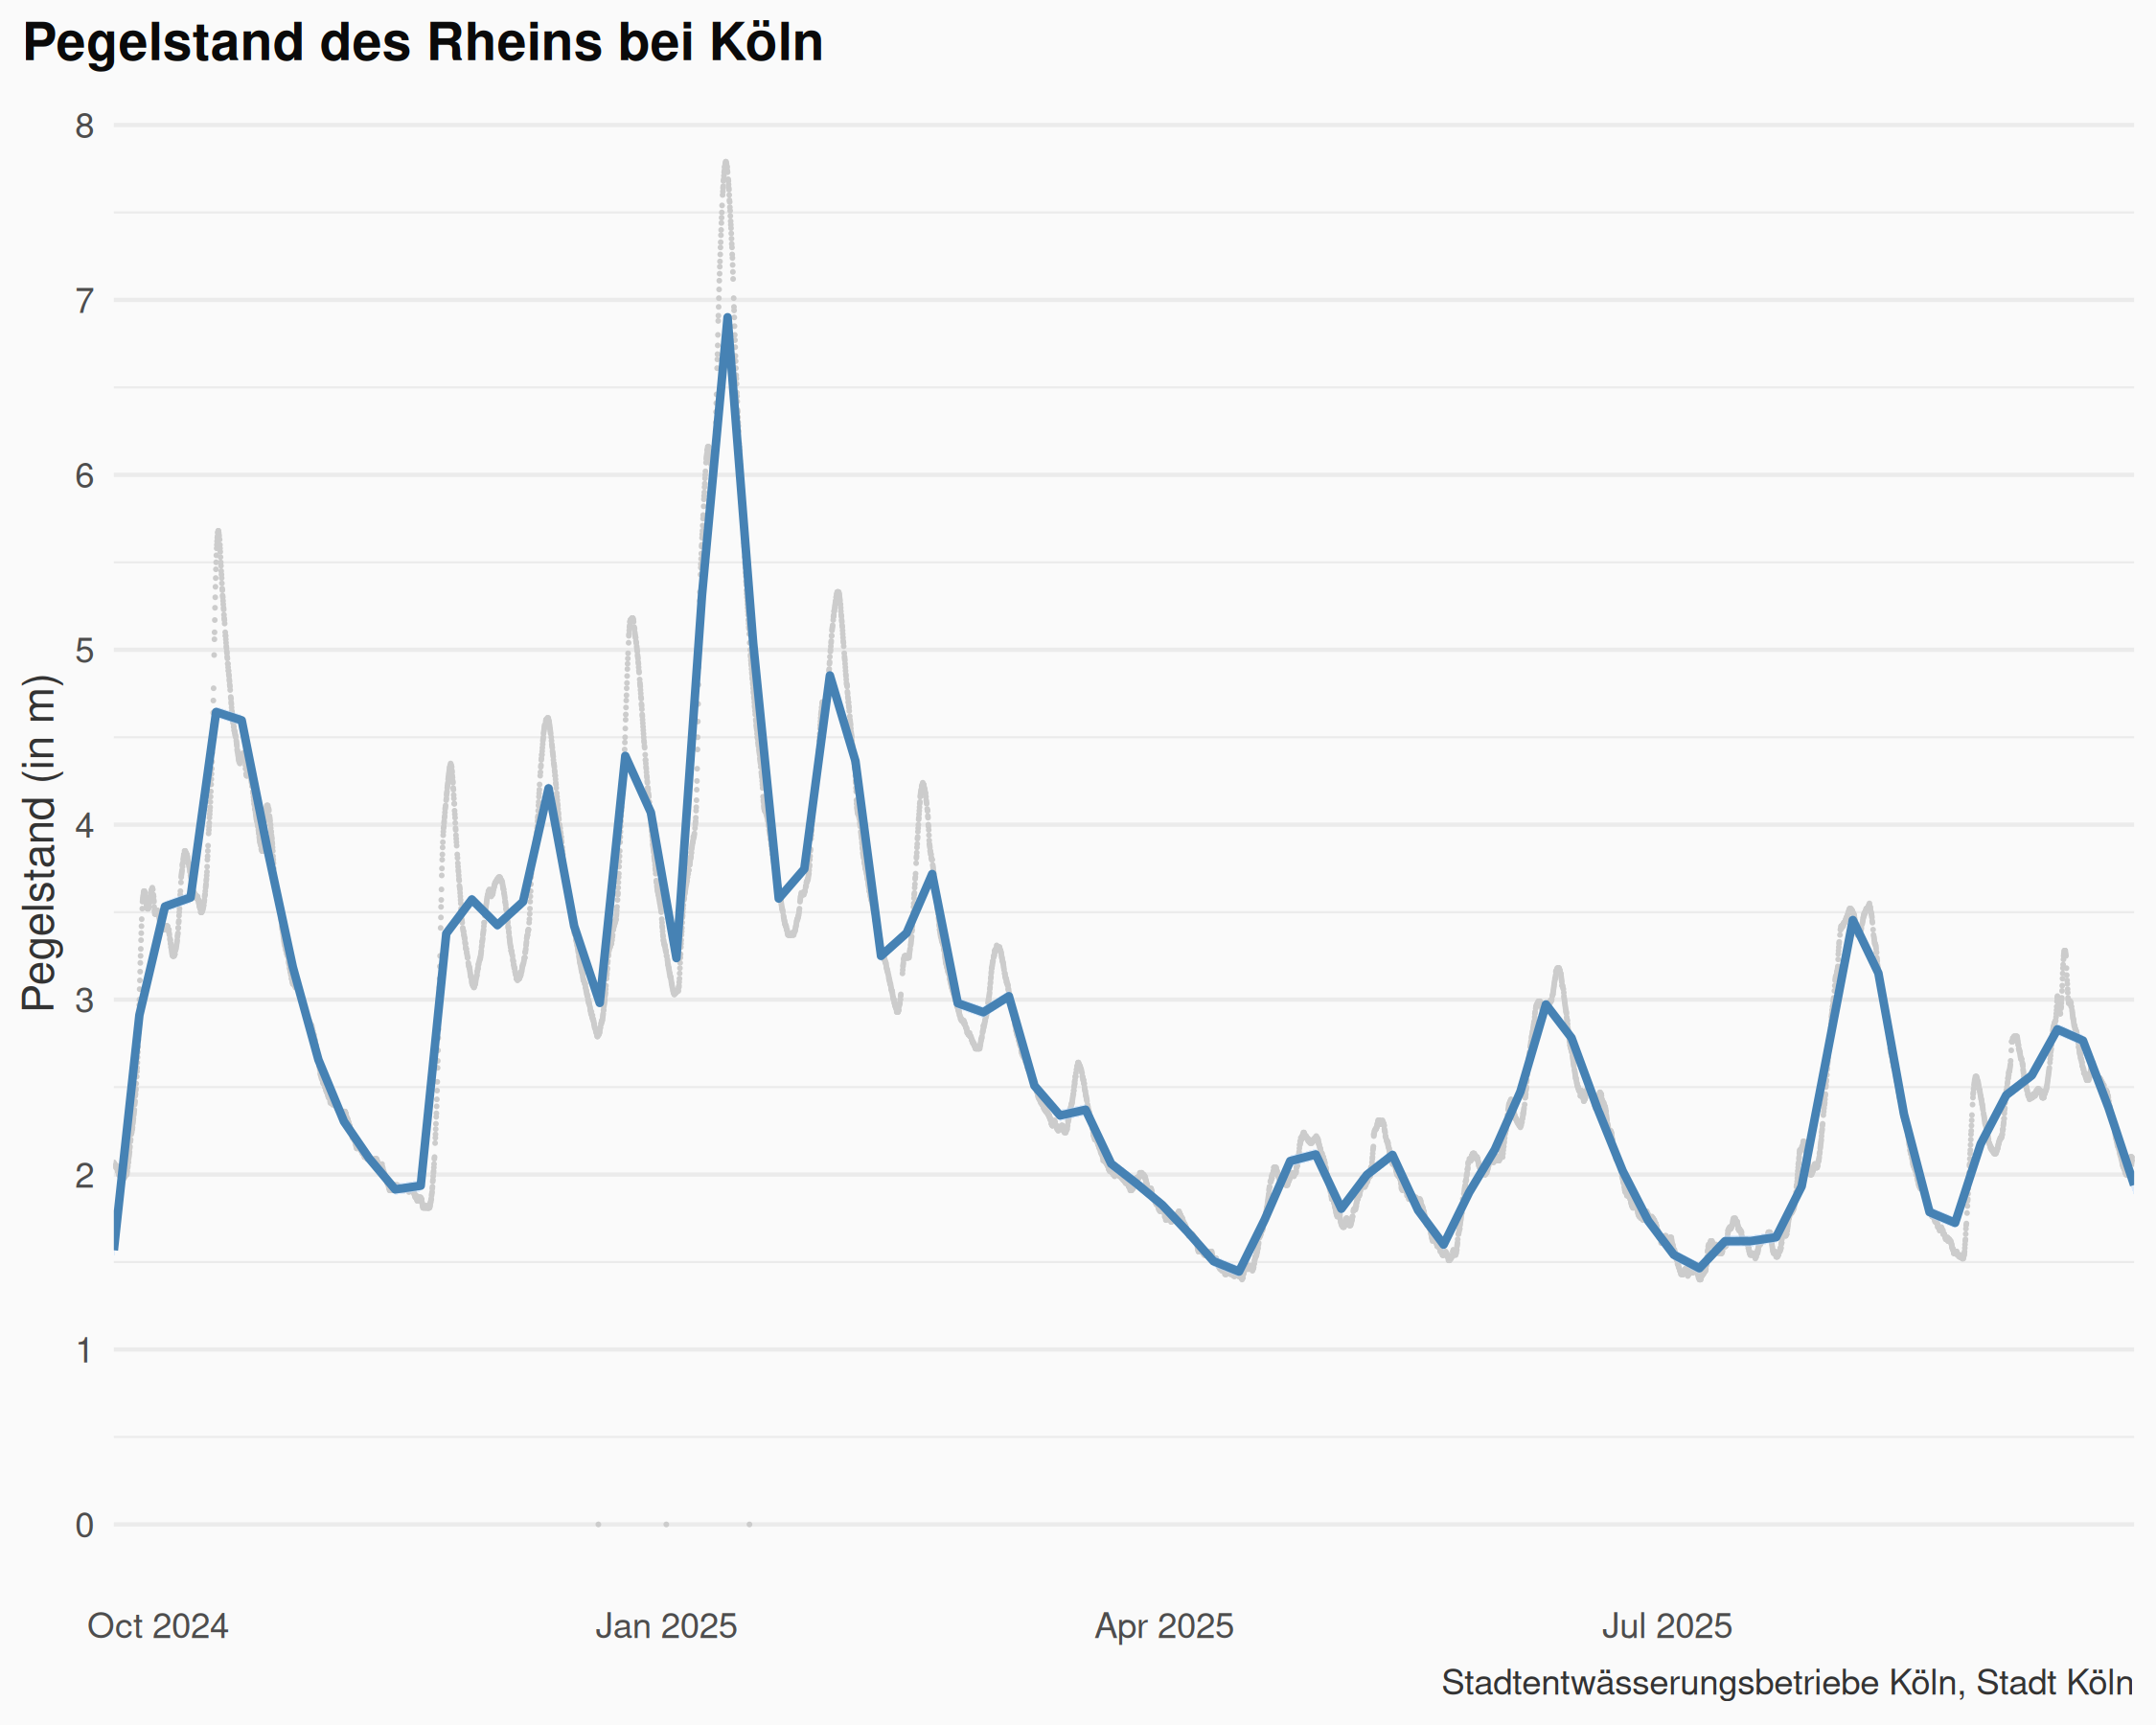 Pegelstand des Rheins bei Köln
Pegelstand (in m)
8
7
6
5
4
3
2
1
0
Oct 2024 Jan 2025 Apr 2025 Jul 2025
Stadtentwässerungsbetriebe Köln, Stadt Köln